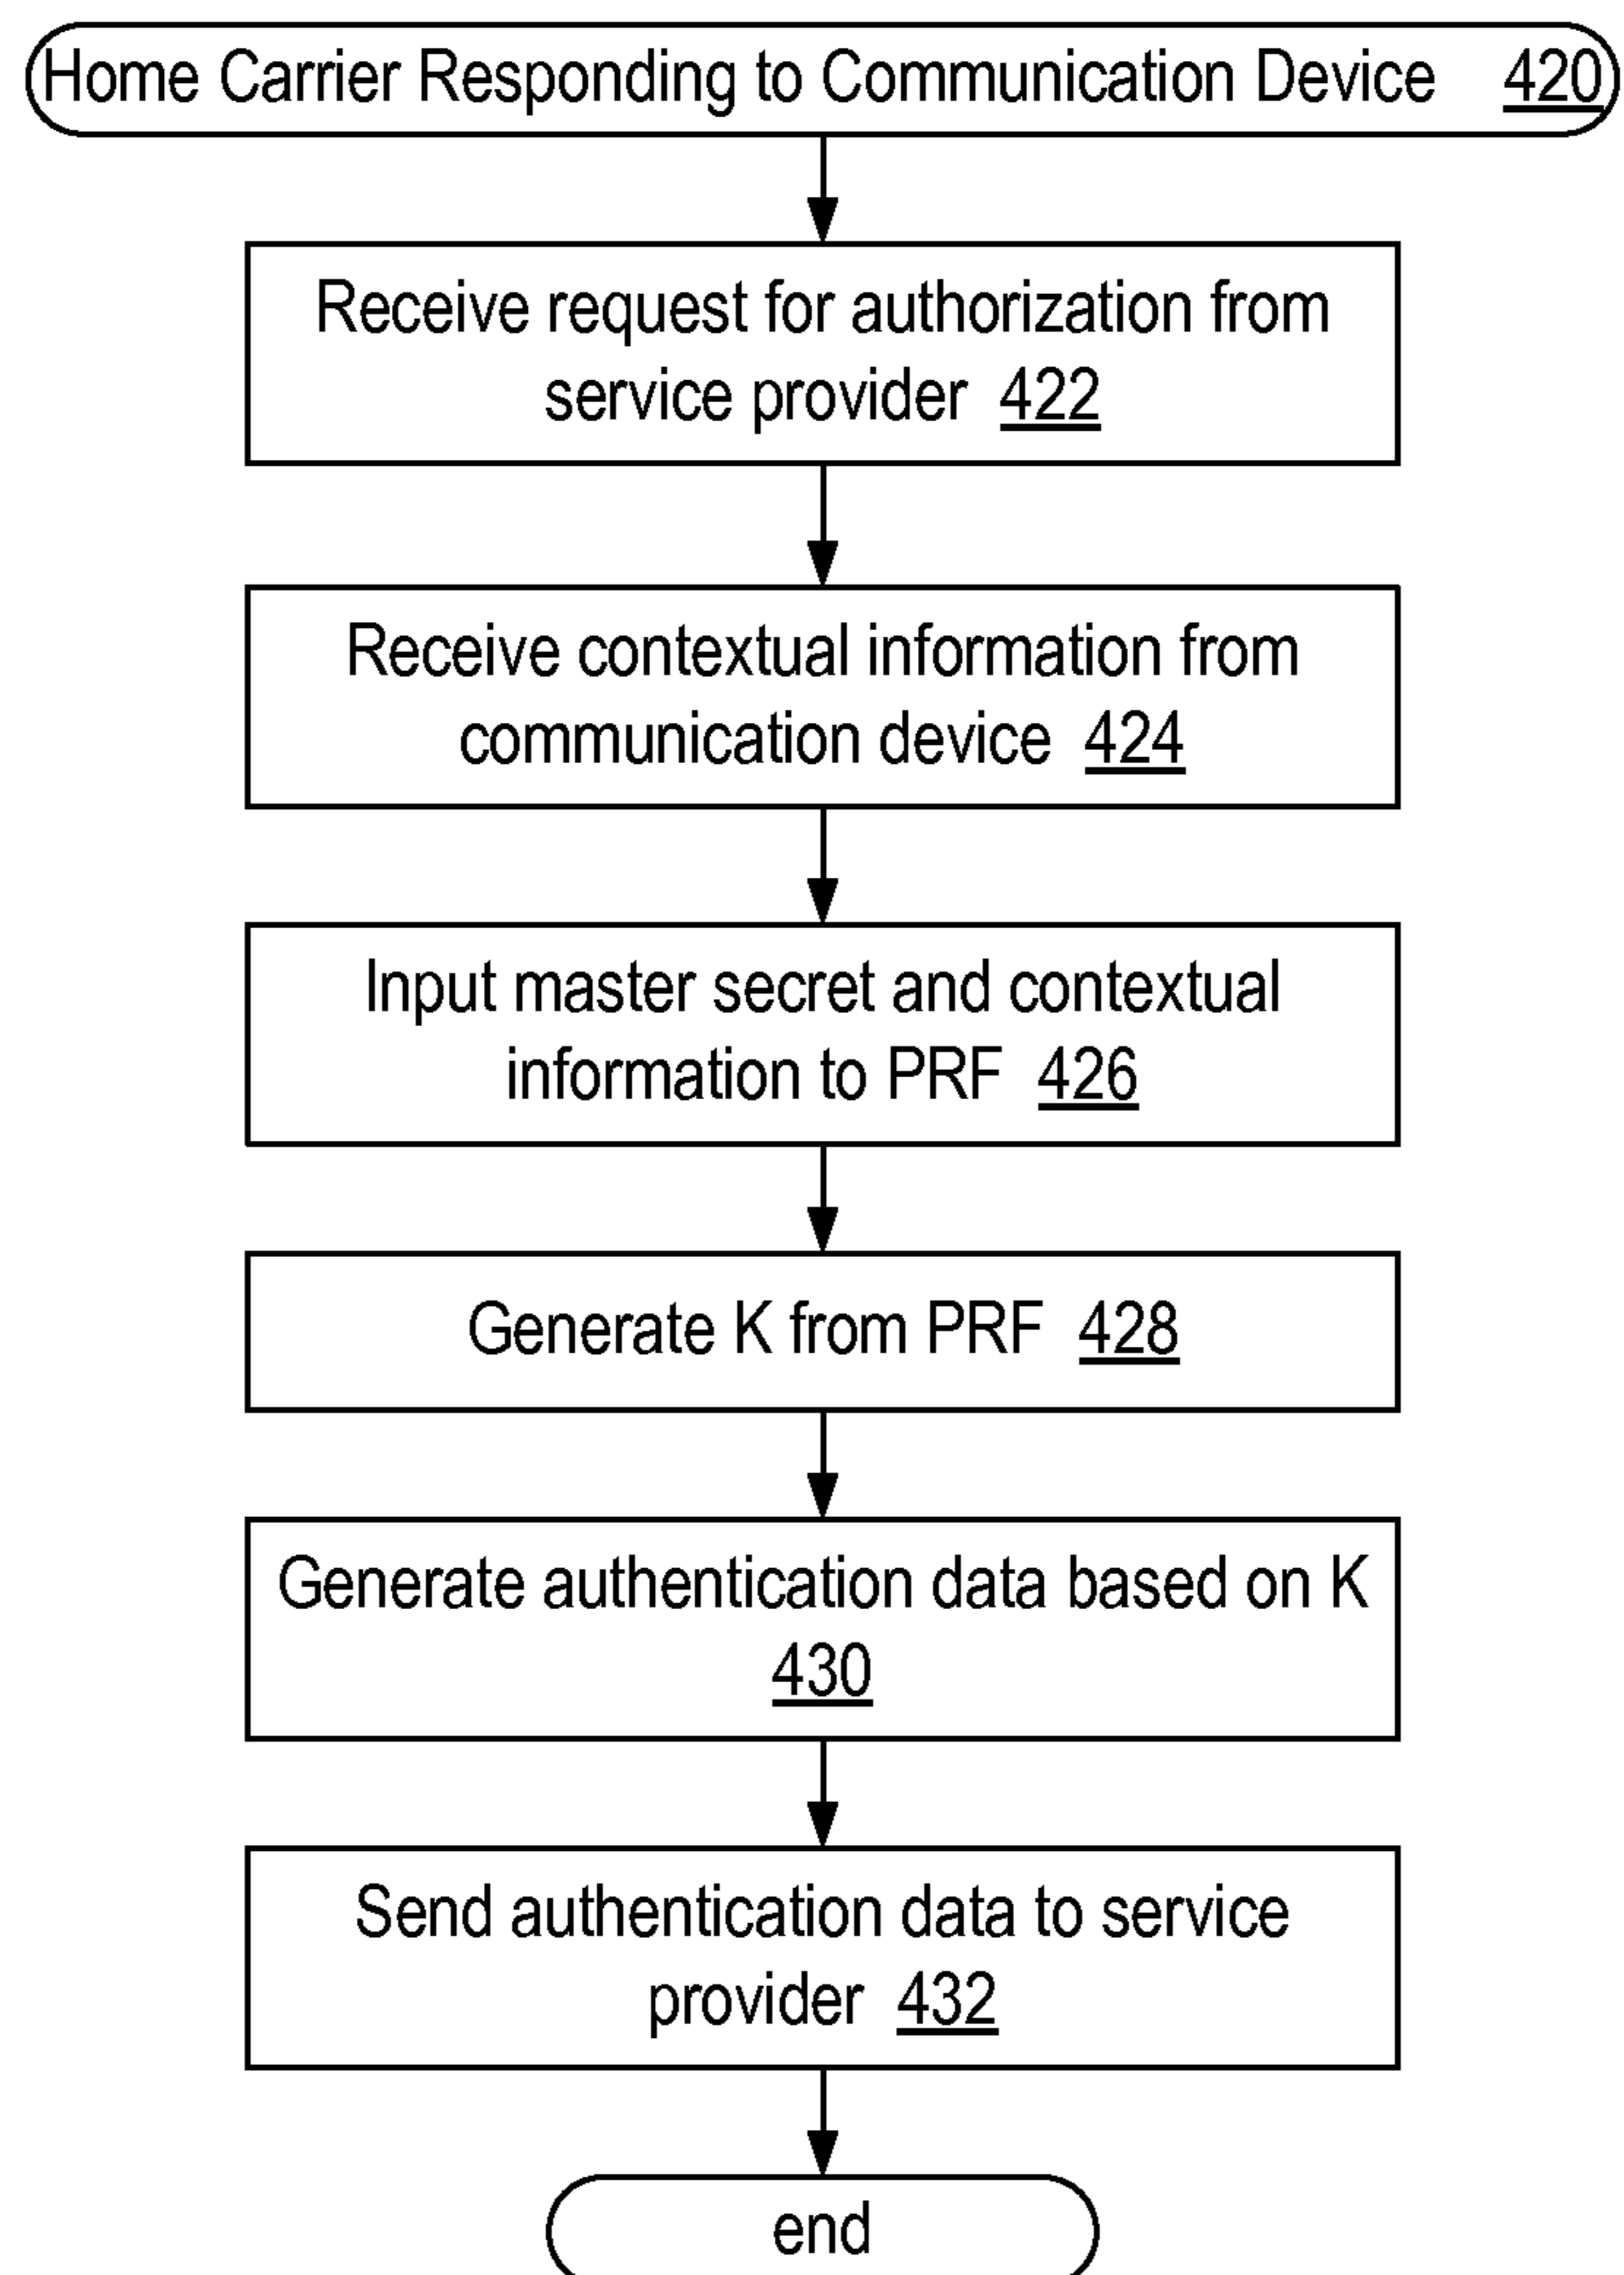 Home Carrier Responding to Communication Device 420
Receive request for authorization from
service provider 422
Receive contextual information from
communication device 424
Input master secret and contextual
information to PRF 426
Generate K from PRF 428
Generate authentication data based on K
430
Send authentication data to service
provider 432
end